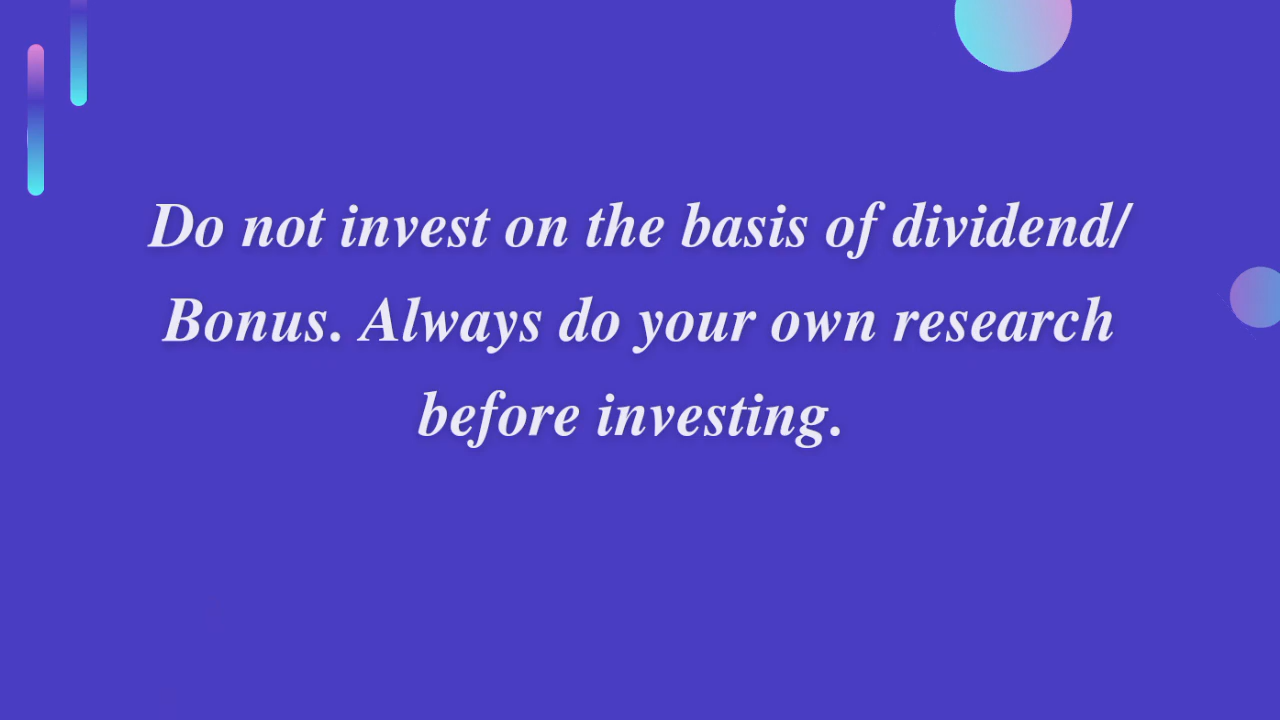 Do not invest on the basis of dividend/
Bonus. Always do your own research
before investing.